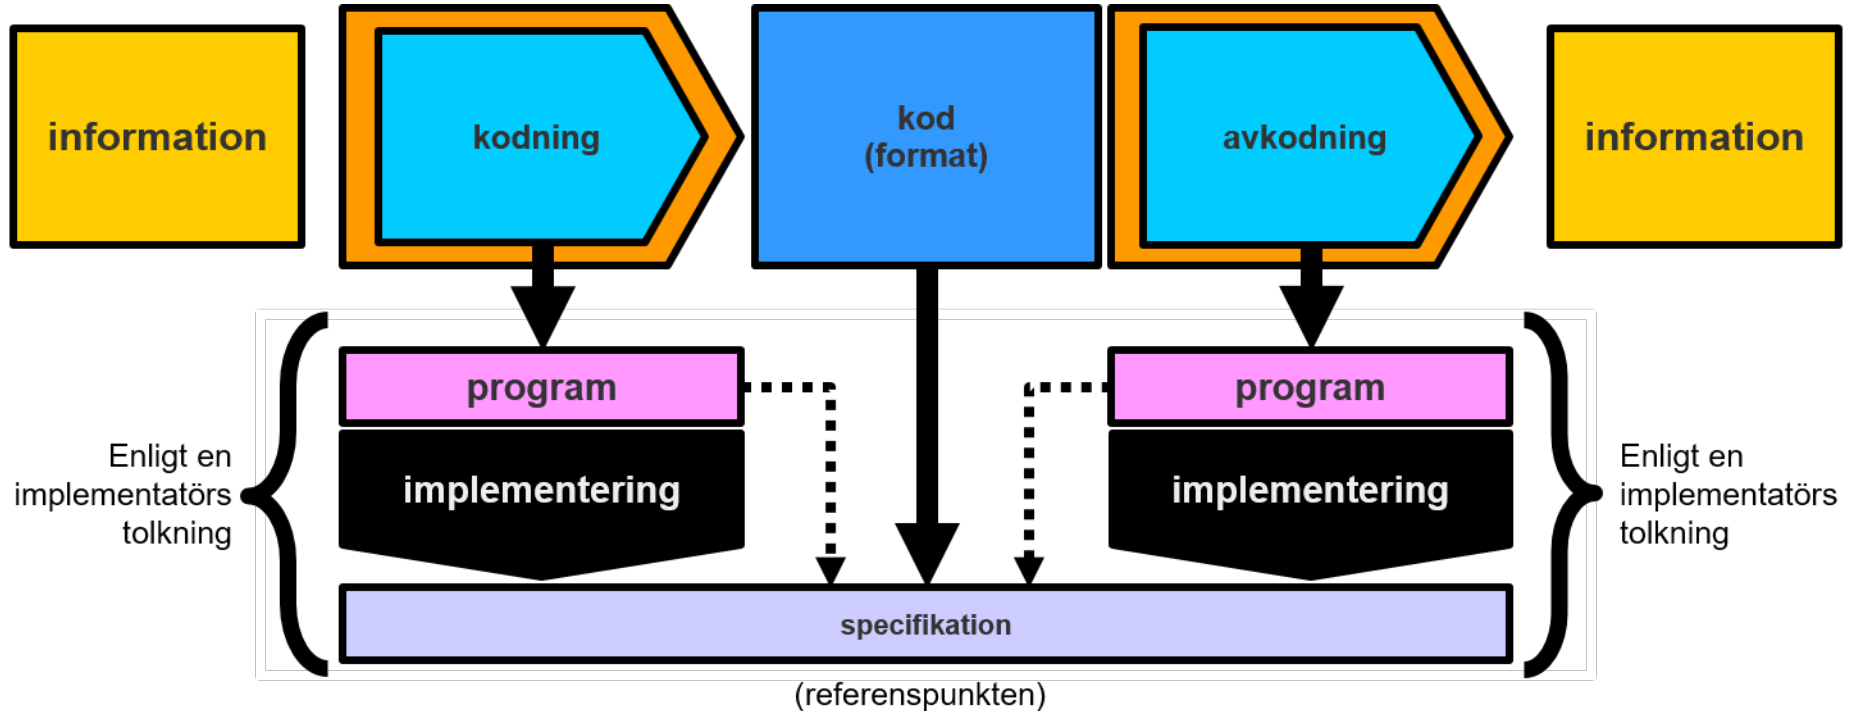 information
kodning
kod
(format)
avkodning
information
program
program
Enligt en
implementatörs
tolkning
implementering
implementering
Enligt en
implementatörs
tolkning
specifikation
(referenspunkten)